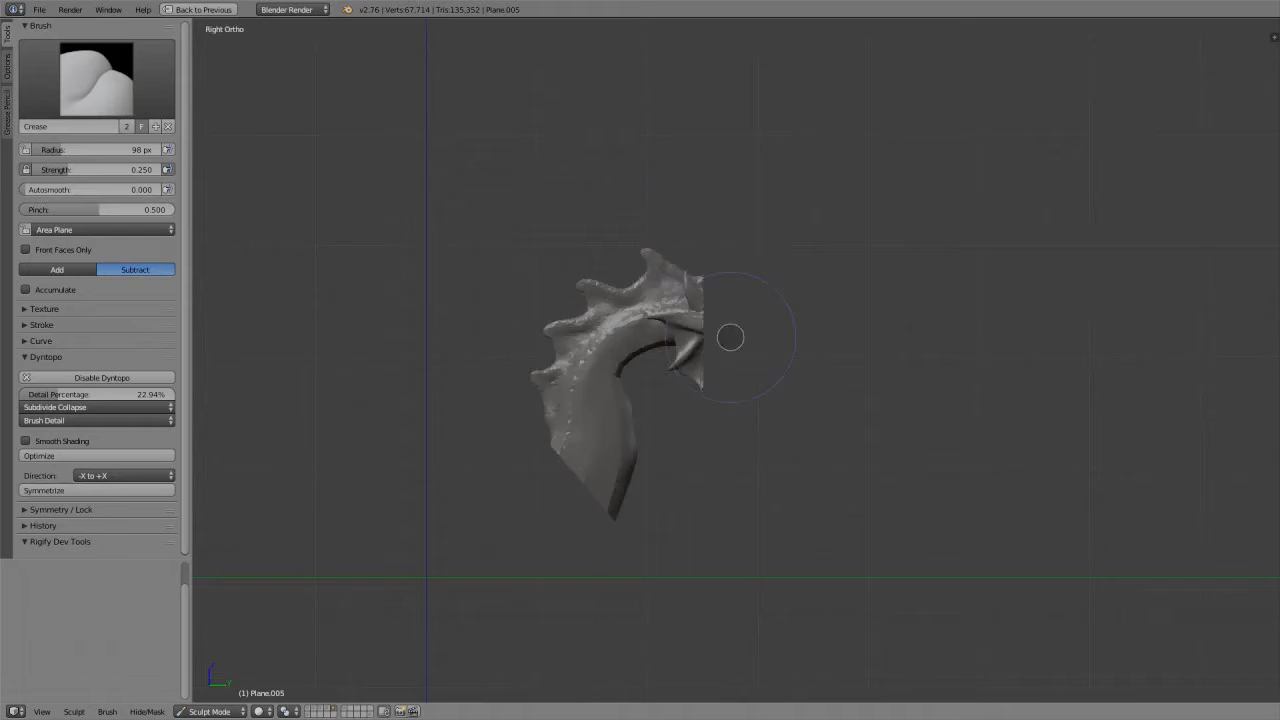 File Render Window Help Back to Previous Blender Render v2.76 | Verts:67,714 | Tris:135,352 | Plane.005
Tools
Options
Grease Pencil
Brush
Crease 2 F
Radius: 98 px
Strength: 0.250
Autosmooth: 0.000
Pinch: 0.500
Area Plane
Front Faces Only
Add Subtract
Accumulate
Texture
Stroke
Curve
Dyntopo
Disable Dyntopo
Detail Percentage: 22.94%
Subdivide Collapse
Brush Detail
Smooth Shading
Optimize
Direction: -X to +X
Symmetrize
Symmetry / Lock
History
Rigify Dev Tools
Right Ortho
(1) Plane.005
View Sculpt Brush Hide/Mask Sculpt Mode